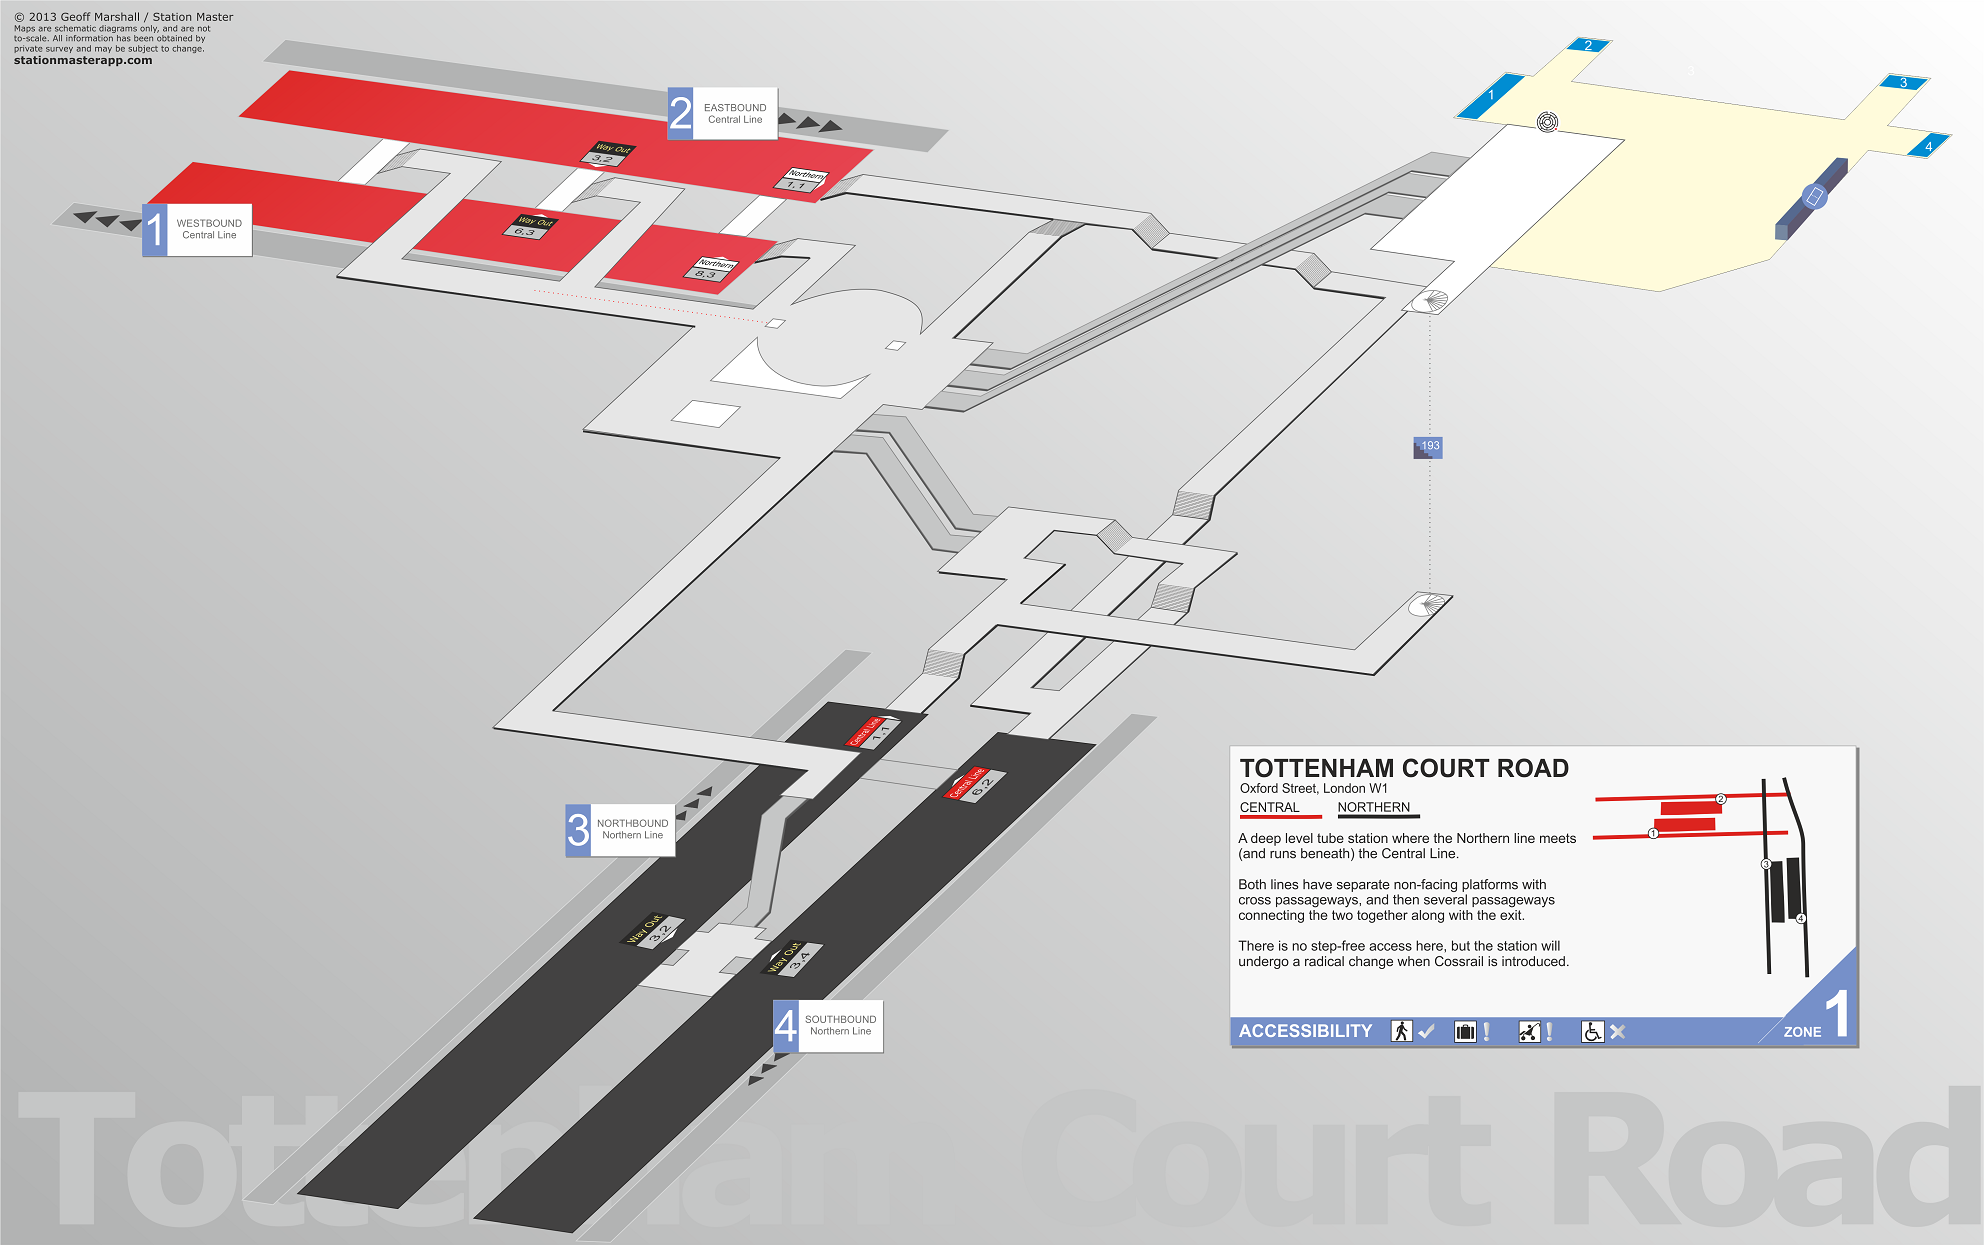 © 2013 Geoff Marshall / Station Master
Maps are schematic diagrams only, and are not
to-scale. All information has been obtained by
private survey and may be subject to change.
stationmasterapp.com
2
EASTBOUND
Central Line
1
WESTBOUND
Central Line
Way Out
3.2
Northern
1.1
Way Out
6.3
Northern
8.3
2
1
3
3
4
193
Central Line
1.1
Central Line
6.2
3
NORTHBOUND
Northern Line
Way Out
3.2
Way Out
3.4
4
SOUTHBOUND
Northern Line
TOTTENHAM COURT ROAD
Oxford Street, London W1
CENTRAL
NORTHERN
A deep level tube station where the Northern line meets
(and runs beneath) the Central Line.
Both lines have separate non-facing platforms with
cross passageways, and then several passageways
connecting the two together along with the exit.
There is no step-free access here, but the station will
undergo a radical change when Cossrail is introduced.
2
1
3
4
ACCESSIBILITY
!
!
ZONE 1
Tottenham Court Road